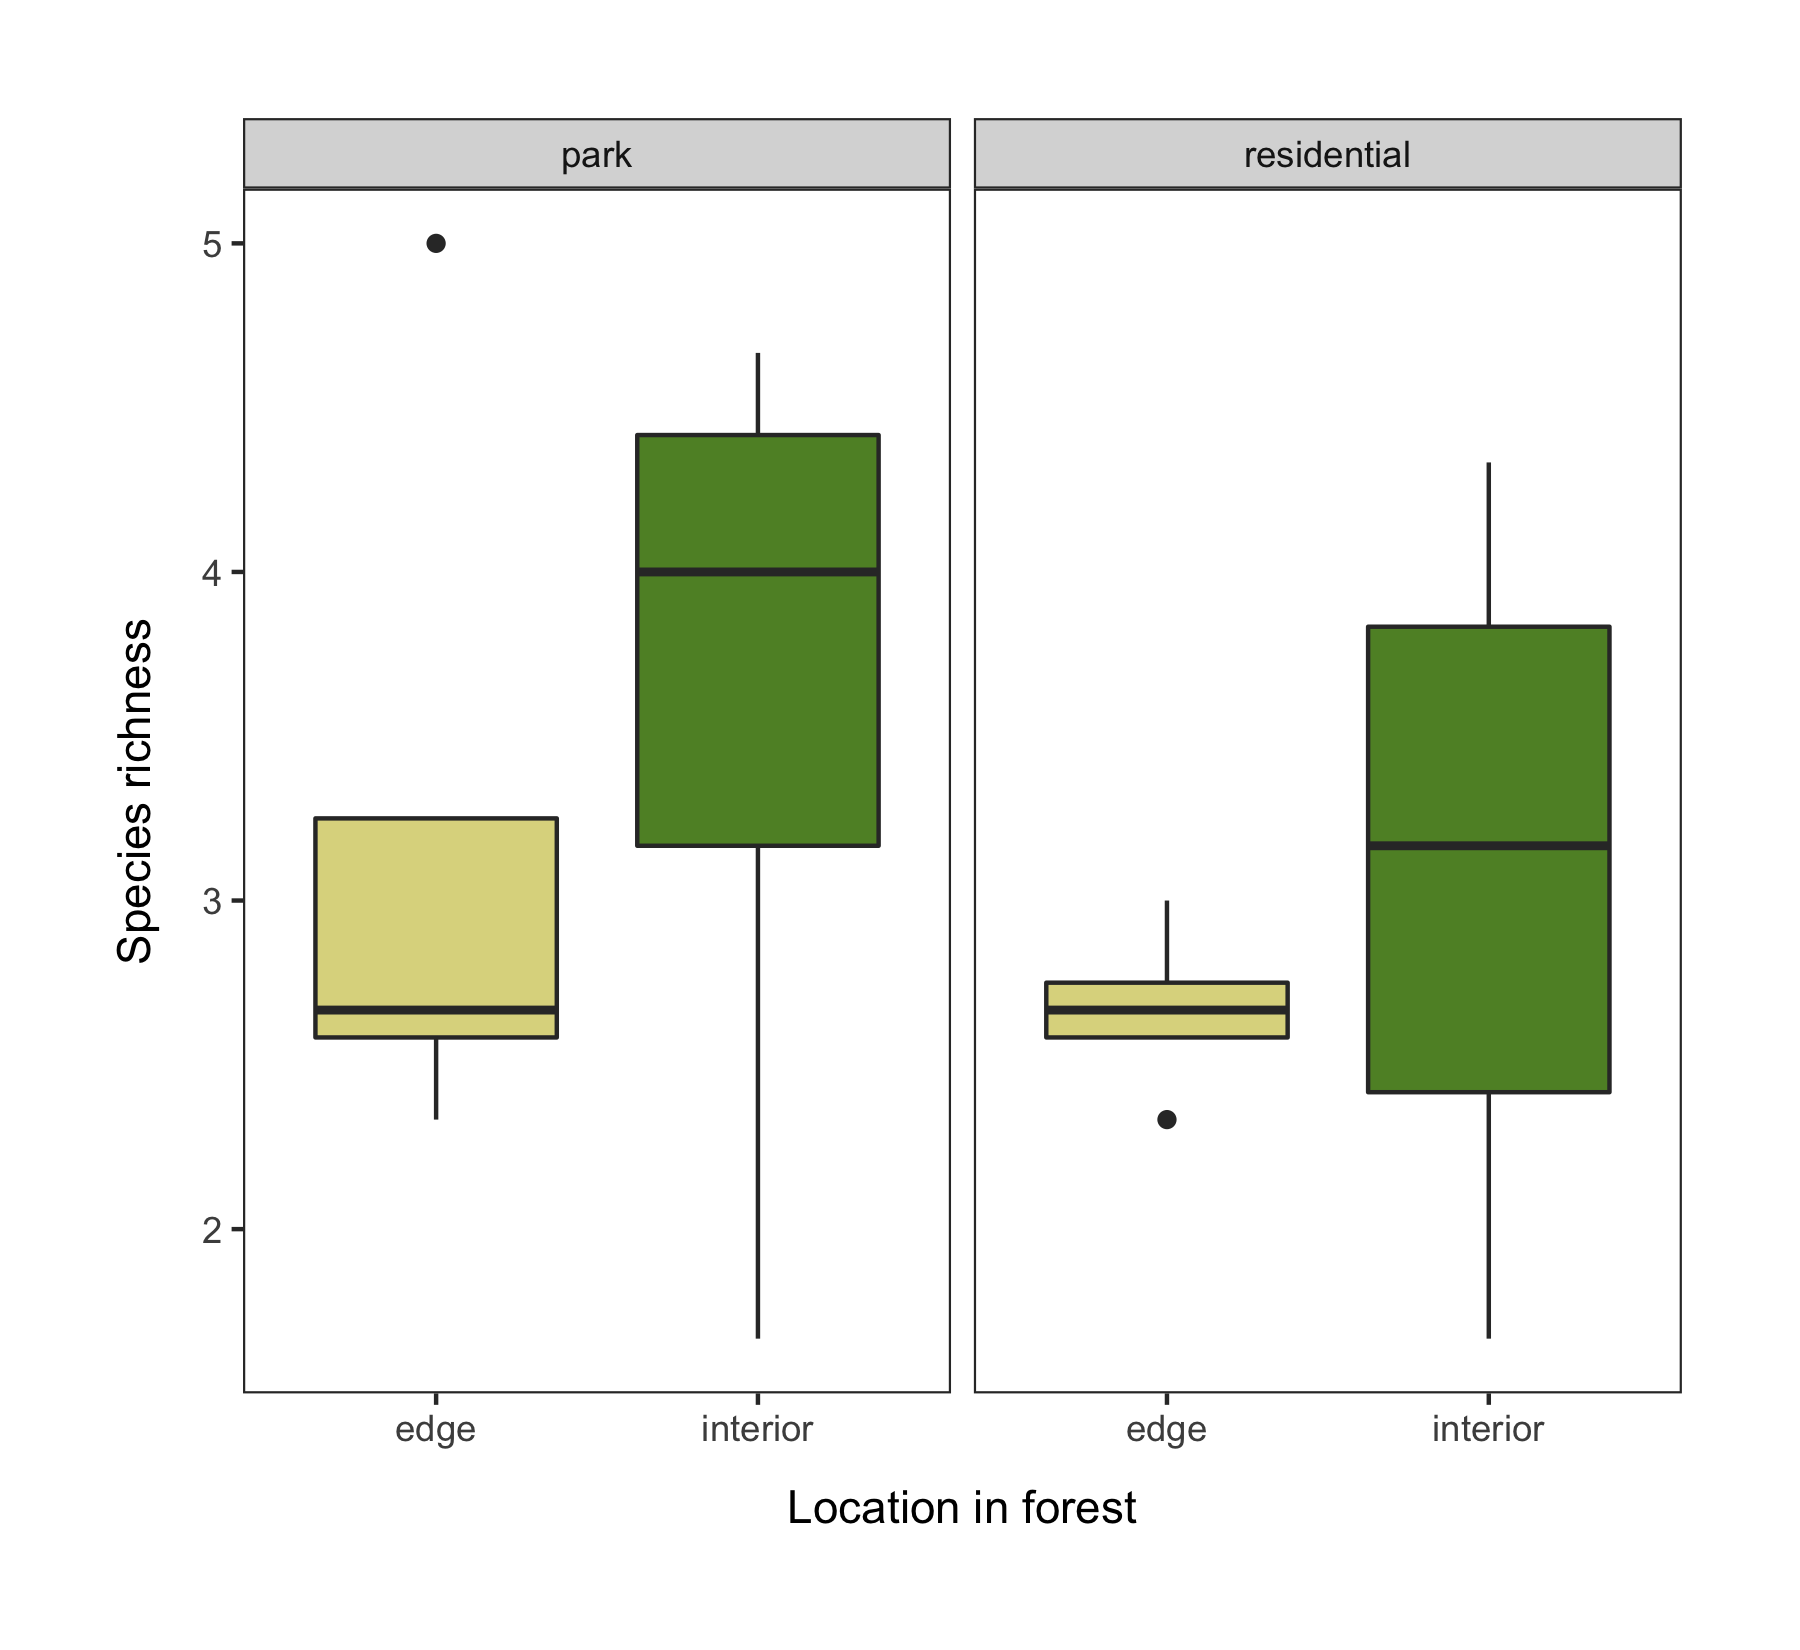 park
residential
5
4
3
2
Species richness
edge
interior
edge
interior
Location in forest